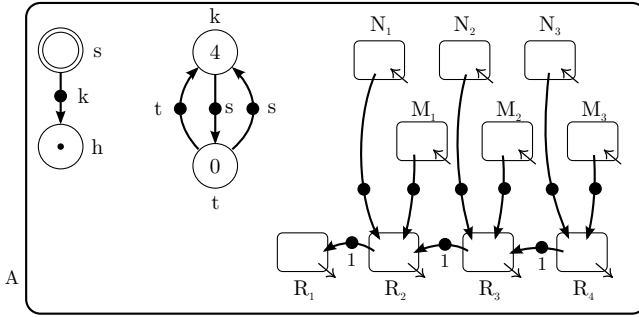 k N₁ N₂ N₃
s 4
k t s s M₁ M₂ M₃
h 0
t
1 1 1
A R₁ R₂ R₃ R₄